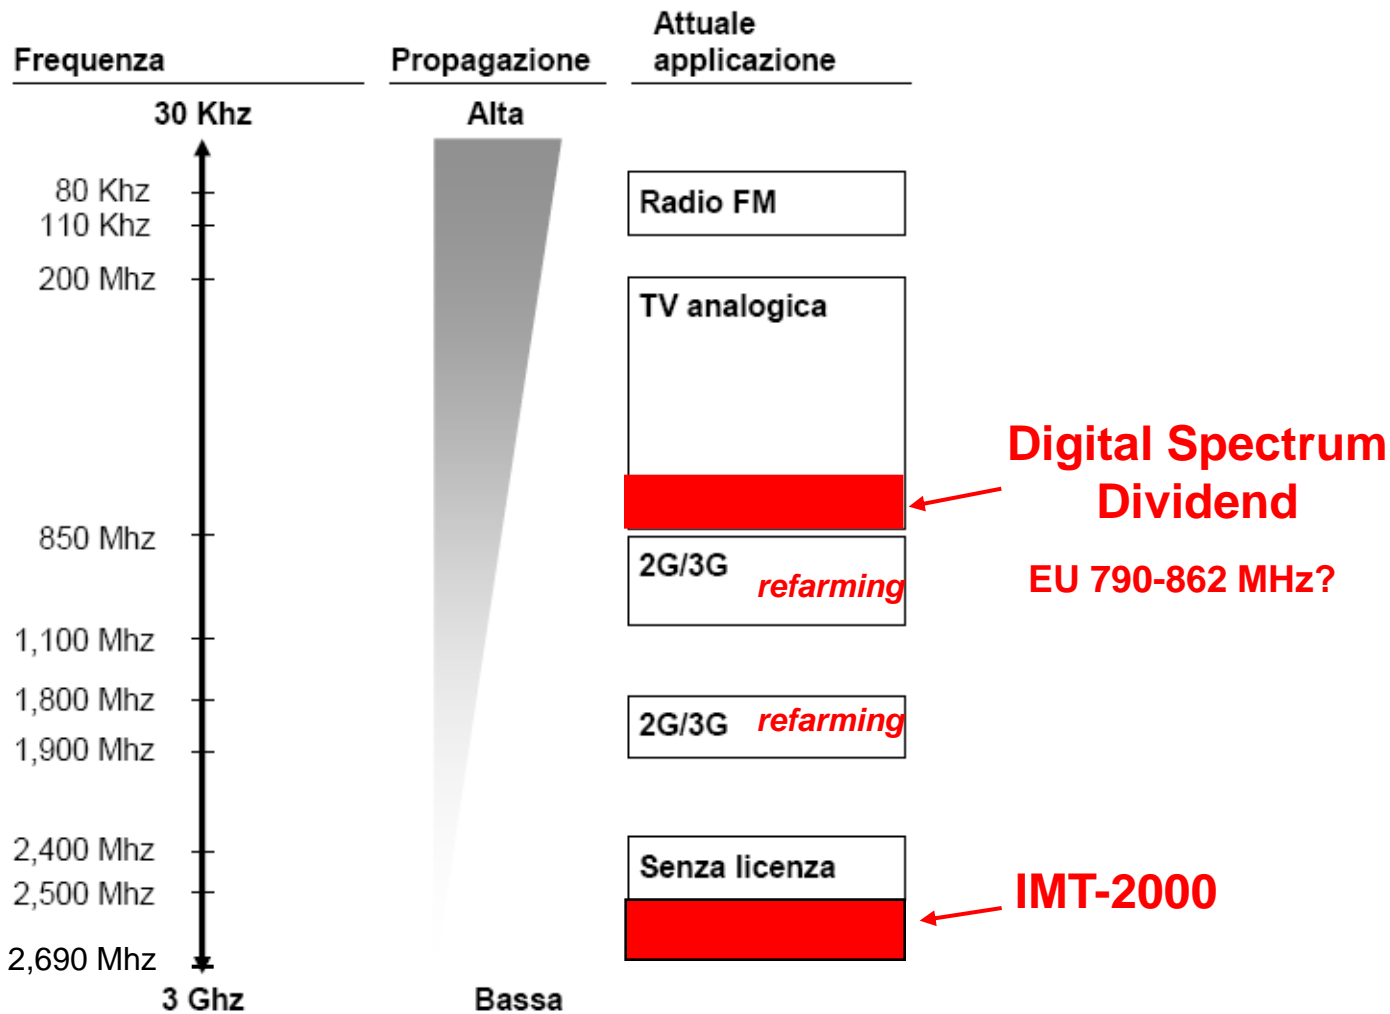 Frequenza
Propagazione
Attuale
applicazione
30 Khz
Alta
80 Khz
110 Khz
Radio FM
200 Mhz
TV analogica
Digital Spectrum
Dividend
850 Mhz
2G/3G
refarming
EU 790-862 MHz?
1,100 Mhz
1,800 Mhz
2G/3G
refarming
1,900 Mhz
2,400 Mhz
Senza licenza
2,500 Mhz
IMT-2000
2,690 Mhz
3 Ghz
Bassa